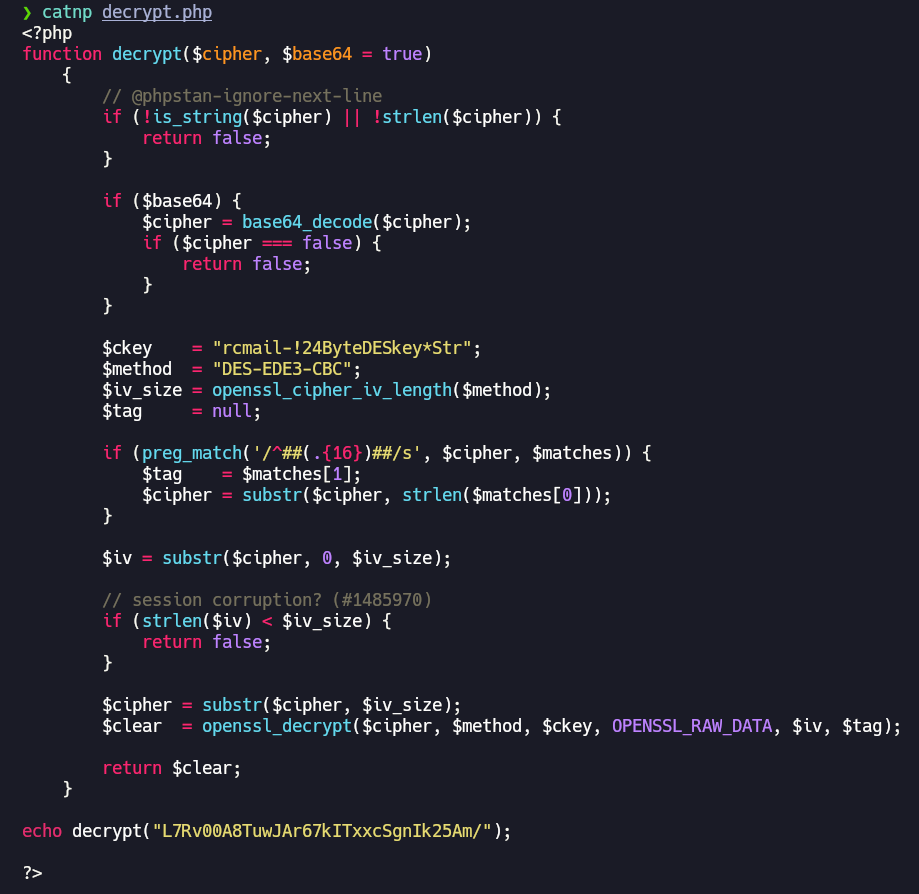 ❯ catnp decrypt.php
<?php
function decrypt($cipher, $base64 = true)
    {
        // @phpstan-ignore-next-line
        if (!is_string($cipher) || !strlen($cipher)) {
            return false;
        }

        if ($base64) {
            $cipher = base64_decode($cipher);
            if ($cipher === false) {
                return false;
            }
        }

        $ckey    = "rcmail-!24ByteDESkey*Str";
        $method  = "DES-EDE3-CBC";
        $iv_size = openssl_cipher_iv_length($method);
        $tag     = null;

        if (preg_match('/^##(.{16})##/s', $cipher, $matches)) {
            $tag    = $matches[1];
            $cipher = substr($cipher, strlen($matches[0]));
        }

        $iv = substr($cipher, 0, $iv_size);

        // session corruption? (#1485970)
        if (strlen($iv) < $iv_size) {
            return false;
        }

        $cipher = substr($cipher, $iv_size);
        $clear  = openssl_decrypt($cipher, $method, $ckey, OPENSSL_RAW_DATA, $iv, $tag);

        return $clear;
    }

echo decrypt("L7Rv00A8TuwJAr67kITxxcSgnIk25Am/");

?>